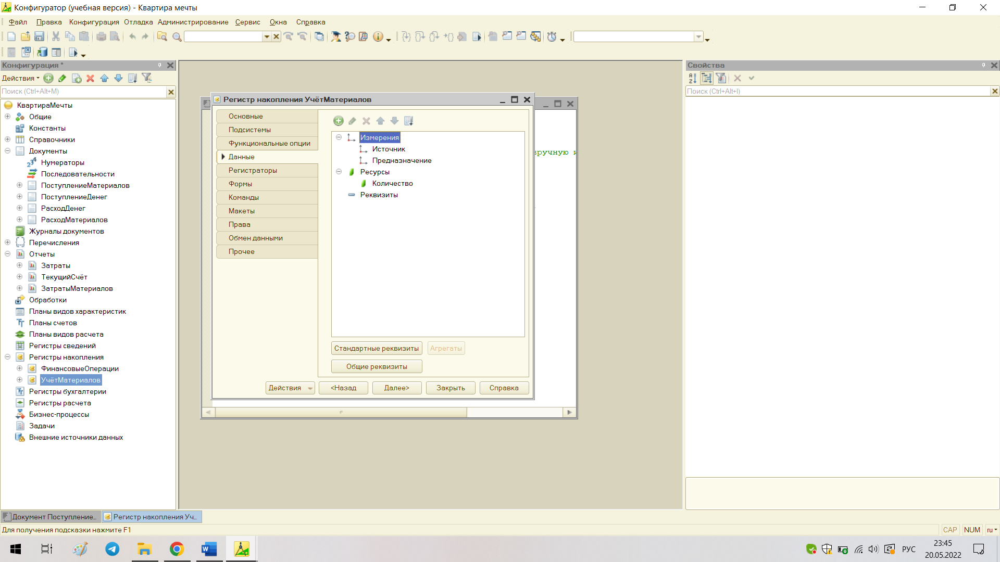 Конфигуратор (учебная версия) - Квартира мечты
Файл Правка Конфигурация Отладка Администрирование Сервис Окна Справка
Конфигурация *
Действия
Поиск (Ctrl+Alt+M)
КвартираМечты
Общие
Константы
Справочники
Документы
Нумераторы
Последовательности
ПоступлениеМатериалов
ПоступлениеДенег
РасходДенег
РасходМатериалов
Журналы документов
Перечисления
Отчеты
Затраты
ТекущийСчёт
ЗатратыМатериалов
Обработки
Планы видов характеристик
Планы счетов
Планы видов расчета
Регистры сведений
Регистры накопления
ФинансовыеОперации
УчётМатериалов
Регистры бухгалтерии
Регистры расчета
Бизнес-процессы
Задачи
Внешние источники данных
Регистр накопления УчётМатериалов
Основные
Подсистемы
Функциональные опции
Данные
Регистраторы
Формы
Команды
Макеты
Права
Обмен данными
Прочее
Измерения
Источник
Предназначение
Ресурсы
Количество
Реквизиты
Стандартные реквизиты Агрегаты
Общие реквизиты
Действия <Назад Далее> Закрыть Справка
вручную и
Свойства
Поиск (Ctrl+Alt+I)
Документ Поступление... Регистр накопления Уч...
Для получения подсказки нажмите F1
CAP NUM ru
РУС
23:45
20.05.2022